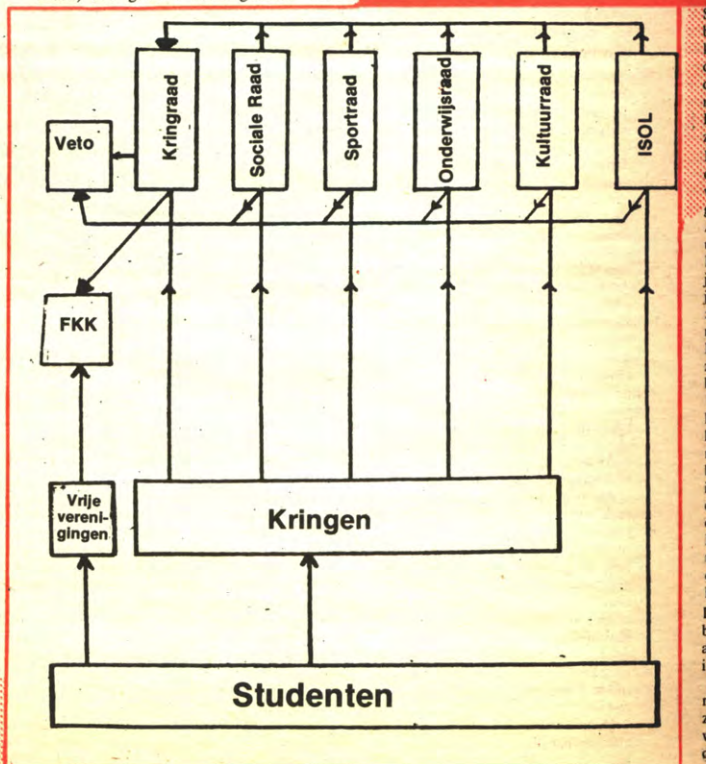 Kringraad
Sociale Raad
Sportraad
Onderwijsraad
Kultuurraad
ISOL
Veto
FKK
Vrije
vereni-
gingen
Kringen
Studenten